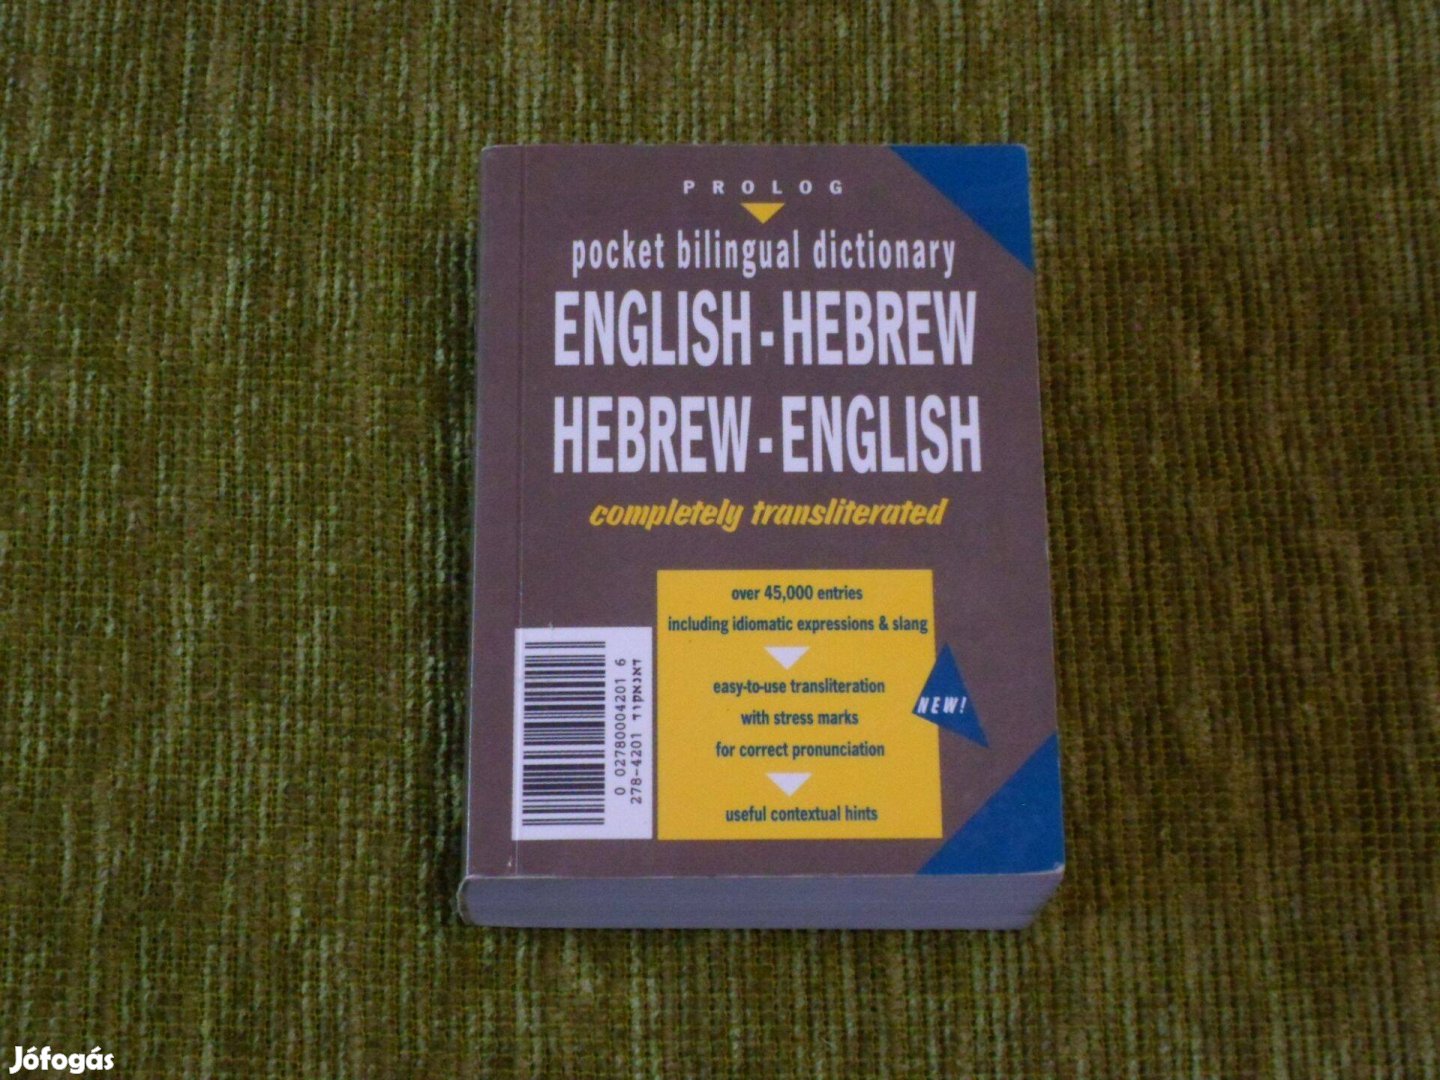 PROLOG
pocket bilingual dictionary
ENGLISH-HEBREW
HEBREW-ENGLISH
completely transliterated
over 45,000 entries
including idiomatic expressions & slang
easy-to-use transliteration
with stress marks
for correct pronunciation
useful contextual hints
NEW!
0 02780004201 6
278-4201 דאנאקוד
Jófogás